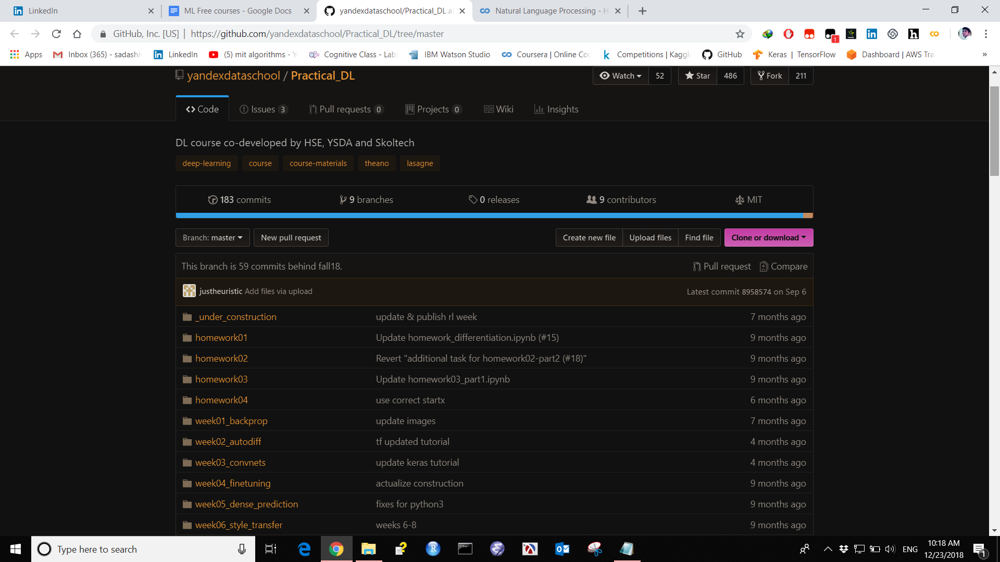 LinkedIn
ML Free courses - Google Docs
yandexdataschool/Practical_DL at
Natural Language Processing - H
GitHub, Inc. [US] | https://github.com/yandexdataschool/Practical_DL/tree/master
1
Apps
Inbox (365) - sadashi
LinkedIn
(5) mit algorithms - Y
Cognitive Class - Lab
IBM Watson Studio
Coursera | Online Co
Competitions | Kaggl
GitHub
Keras | TensorFlow
Dashboard | AWS Tra
»
yandexdataschool / Practical_DL
Watch 52
Star 486
Fork 211
Code
Issues 3
Pull requests 0
Projects 0
Wiki
Insights
DL course co-developed by HSE, YSDA and Skoltech
deep-learning course course-materials theano lasagne
183 commits
9 branches
0 releases
9 contributors
MIT
Branch: master
New pull request
Create new file
Upload files
Find file
Clone or download
This branch is 59 commits behind fall18.
Pull request
Compare
justheuristic Add files via upload
Latest commit 8958574 on Sep 6
_under_construction update & publish rl week 7 months ago
homework01 Update homework_differentiation.ipynb (#15) 9 months ago
homework02 Revert "additional task for homework02-part2 (#18)" 9 months ago
homework03 Update homework03_part1.ipynb 9 months ago
homework04 use correct startx 6 months ago
week01_backprop update images 7 months ago
week02_autodiff tf updated tutorial 4 months ago
week03_convnets update keras tutorial 4 months ago
week04_finetuning actualize construction 9 months ago
week05_dense_prediction fixes for python3 9 months ago
week06_style_transfer weeks 6-8 9 months ago
Type here to search
ENG
10:18 AM
12/23/2018
1